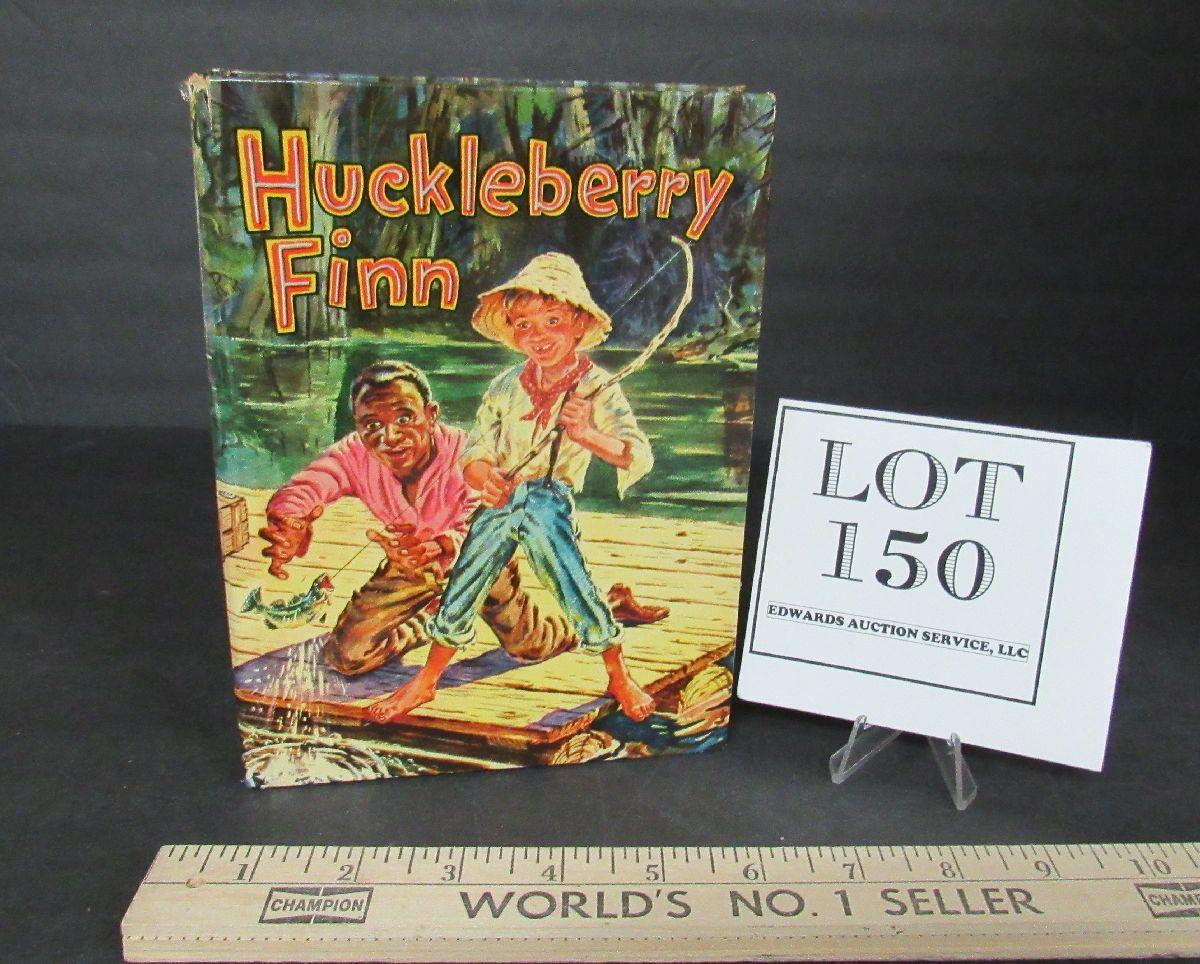 Huckleberry
Finn
LOT
150
EDWARDS AUCTION SERVICE, LLC
1 2 3 4 5 6 7 8 9 10
CHAMPION WORLD'S NO. 1 SELLER CHAMP